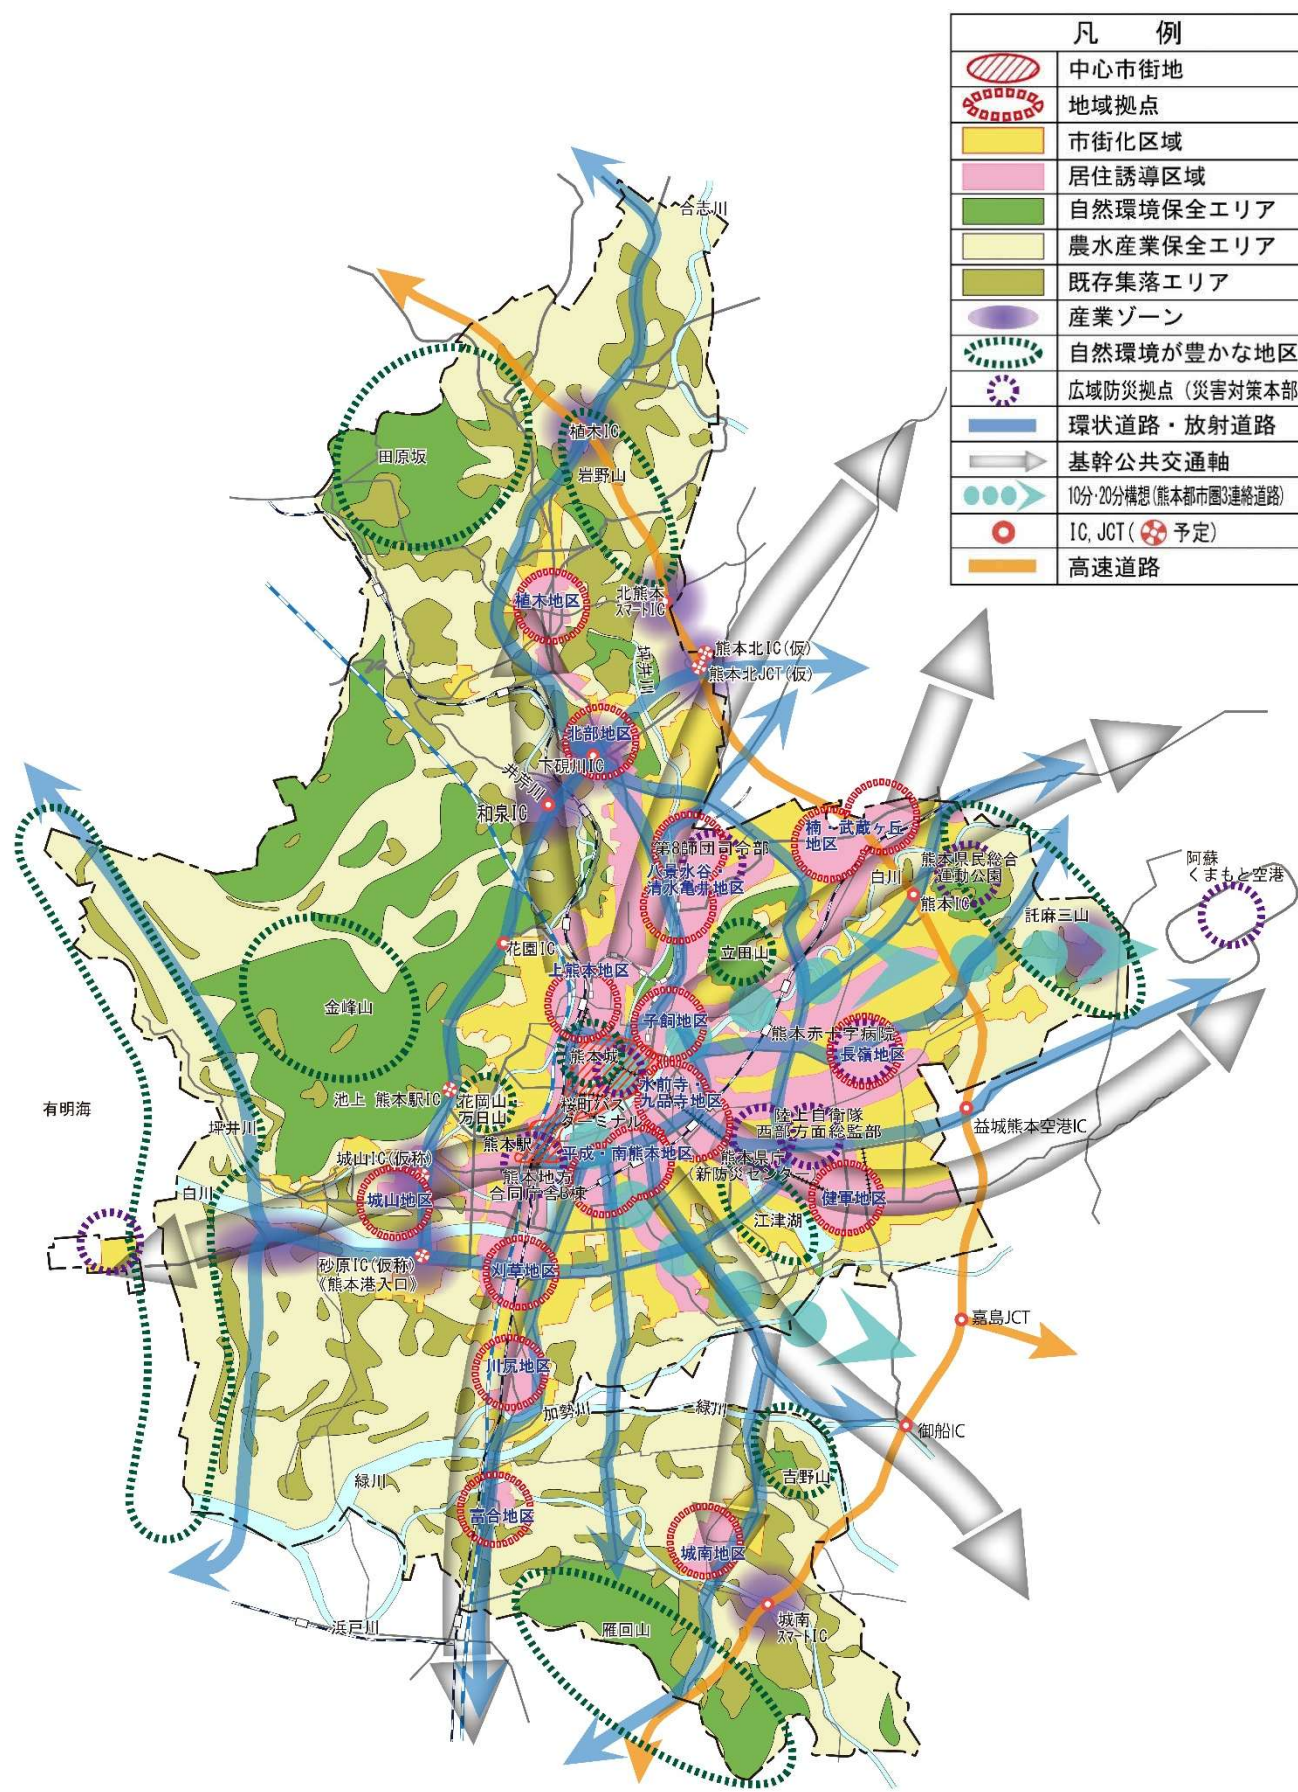 凡　例
中心市街地
地域拠点
市街化区域
居住誘導区域
自然環境保全エリア
農水産業保全エリア
既存集落エリア
産業ゾーン
自然環境が豊かな地区
広域防災拠点（災害対策本部
環状道路・放射道路
基幹公共交通軸
10分・20分構想(熊本都市圏3連絡道路)
IC, JCT( 予定)
高速道路
合志川
植木IC
田原坂
岩野山
植木地区
北熊本
スマートIC
坪井川
熊本北IC(仮)
熊本北JCT(仮)
北部地区
下硯川IC
井芹川
和泉IC
楠・武蔵ヶ丘
地区
第8師団司令部
八景水谷
清水亀井地区
白川
熊本県民総合
運動公園
熊本IC
阿蘇
くまもと空港
託麻三山
花園IC
立田山
上熊本地区
金峰山
子飼地区
熊本赤十字病院
長嶺地区
熊本城
池上 熊本駅IC
花岡山
万日山
水前寺・
九品寺地区
桜町バス
ターミナル
陸上自衛隊
西部方面総監部
益城熊本空港IC
有明海
坪井川
熊本駅
平成・南熊本地区
熊本県庁
(新防災センター)
城山IC(仮称)
熊本地方
合同庁舎B棟
白川
城山地区
健軍地区
江津湖
砂原IC(仮称)
(熊本港入口)
刈草地区
嘉島JCT
川尻地区
加勢川
緑川
御船IC
緑川
吉野山
富合地区
城南地区
浜戸川
雁回山
城南
スマートIC